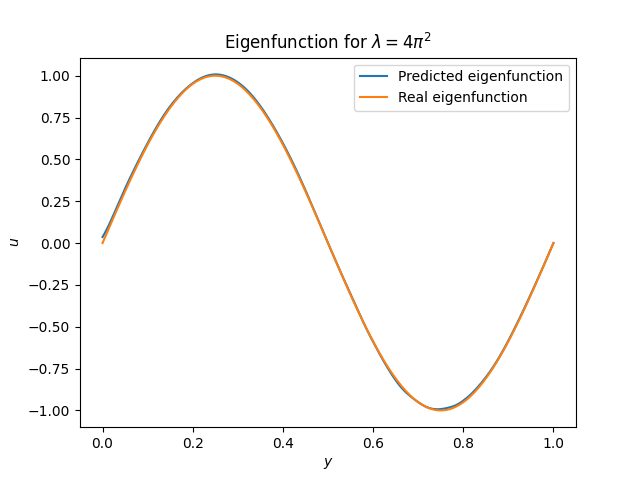 Eigenfunction for λ = 4π²
Predicted eigenfunction
Real eigenfunction
1.00
0.75
0.50
0.25
0.00
−0.25
−0.50
−0.75
−1.00
u
0.0 0.2 0.4 0.6 0.8 1.0
y